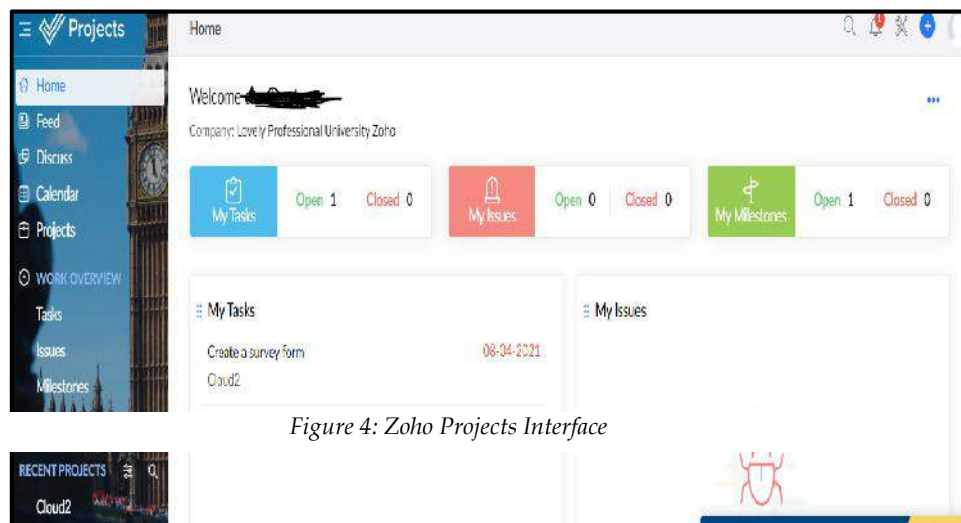 Projects
Home
Home
Feed
Discuss
Calendar
Projects
WORK OVERVIEW
Tasks
Issues
Milestones
RECENT PROJECTS
Cloud2
1
Welcome
Company: Lovely Professional University Zoho
My Tasks
Open 1 Closed 0
My Issues
Open 0 Closed 0
My Milestones
Open 1 Closed 0
My Tasks
Create a survey form 08-04-2021
Cloud2
My Issues
Figure 4: Zoho Projects Interface